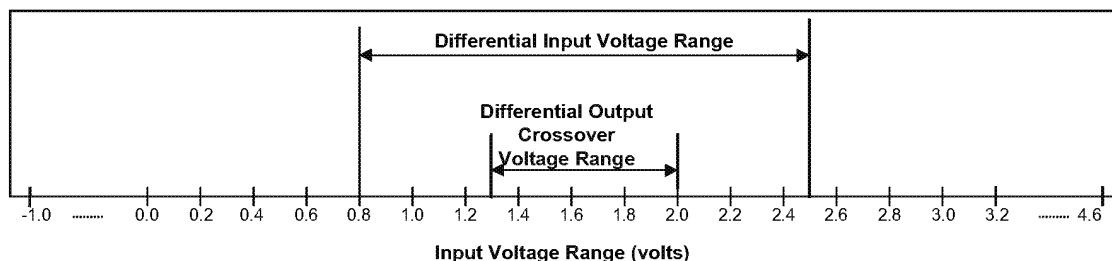 Differential Input Voltage Range
Differential Output
Crossover
Voltage Range
-1.0 ......... 0.0 0.2 0.4 0.6 0.8 1.0 1.2 1.4 1.6 1.8 2.0 2.2 2.4 2.6 2.8 3.0 3.2 ......... 4.6
Input Voltage Range (volts)